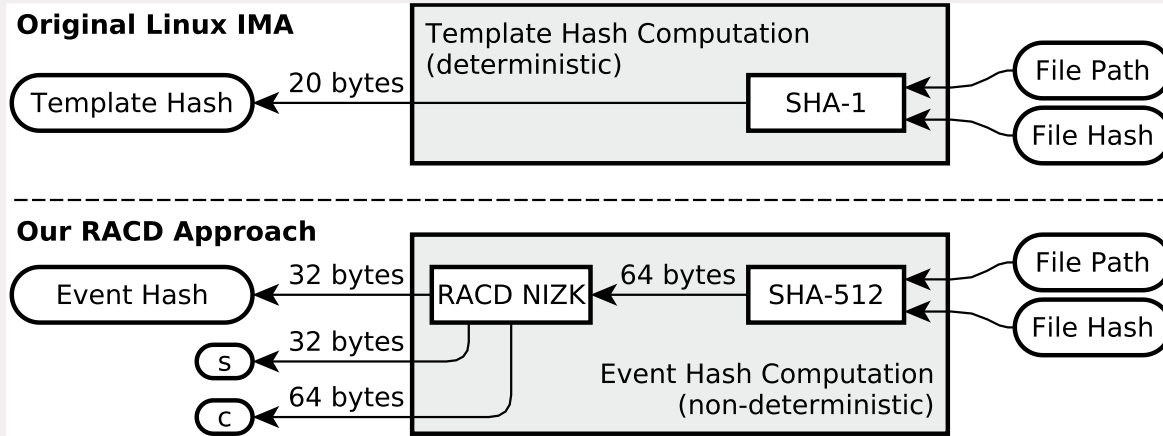 Original Linux IMA
Template Hash Computation
(deterministic)
File Path
20 bytes
Template Hash
SHA-1
File Hash
Our RACD Approach
File Path
32 bytes
64 bytes
Event Hash
RACD NIZK
SHA-512
File Hash
32 bytes
s
Event Hash Computation
64 bytes
(non-deterministic)
c